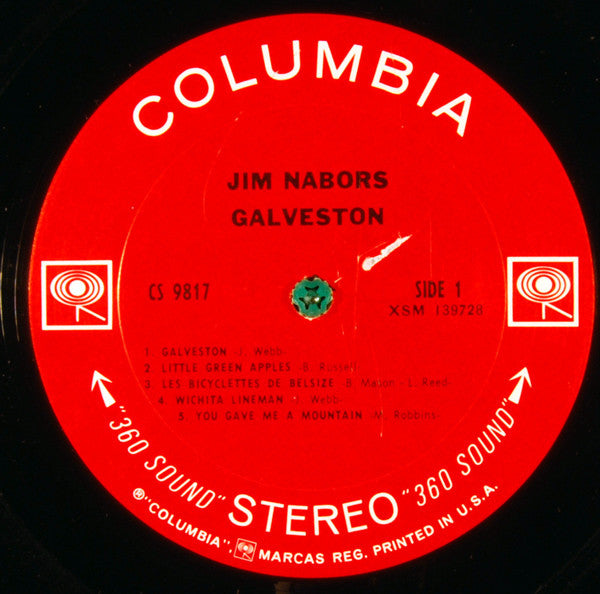 COLUMBIA
JIM NABORS
GALVESTON
CS 9817
SIDE 1
XSM 139728
1. GALVESTON -J. Webb-
2. LITTLE GREEN APPLES -B. Russell-
3. LES BICYCLETTES DE BELSIZE -B. Mason -L. Reed-
4. WICHITA LINEMAN -J. Webb-
5. YOU GAVE ME A MOUNTAIN -M. Robbins-
"360 SOUND" STEREO "360 SOUND"
®"COLUMBIA", MARCAS REG. PRINTED IN U.S.A.